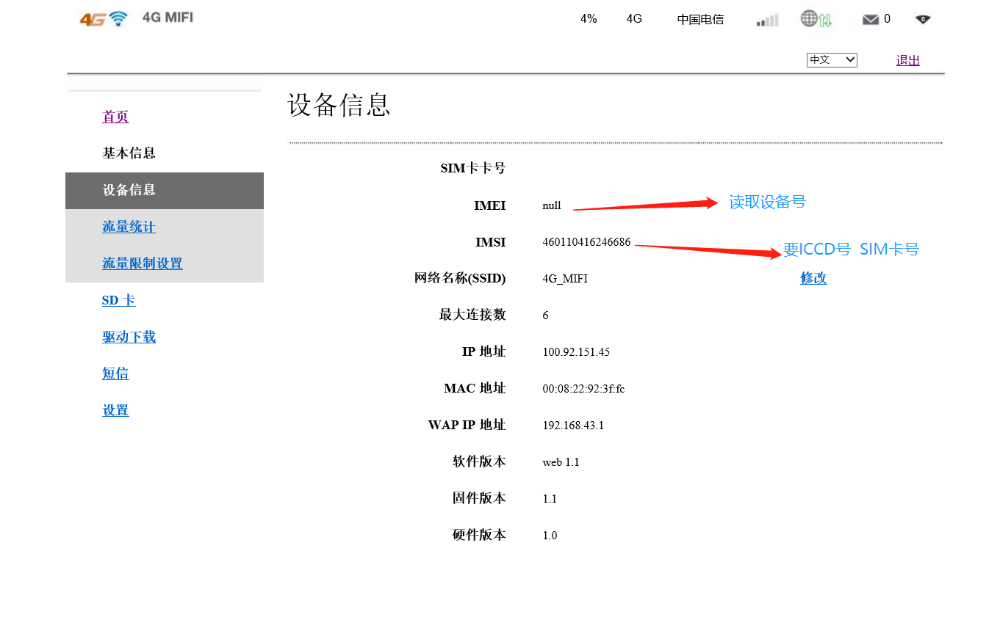 4G 4G MIFI 4% 4G 中国电信 0 0
中文 退出
设备信息
首页
基本信息
设备信息
流量统计
流量限制设置
SD 卡
驱动下载
短信
设置
SIM卡卡号
IMEI null 读取设备号
IMSI 460110416246686 要ICCD号 SIM卡号
网络名称(SSID) 4G_MIFI 修改
最大连接数 6
IP 地址 100.92.151.45
MAC 地址 00:08:22:92:3f:fc
WAP IP 地址 192.168.43.1
软件版本 web 1.1
固件版本 1.1
硬件版本 1.0